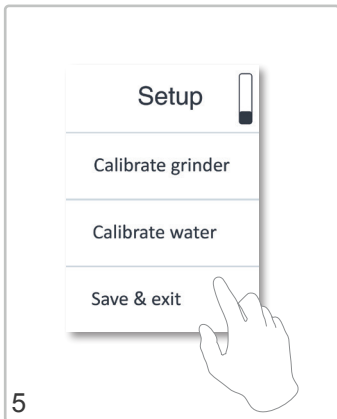 Setup
Calibrate grinder
Calibrate water
Save & exit
5